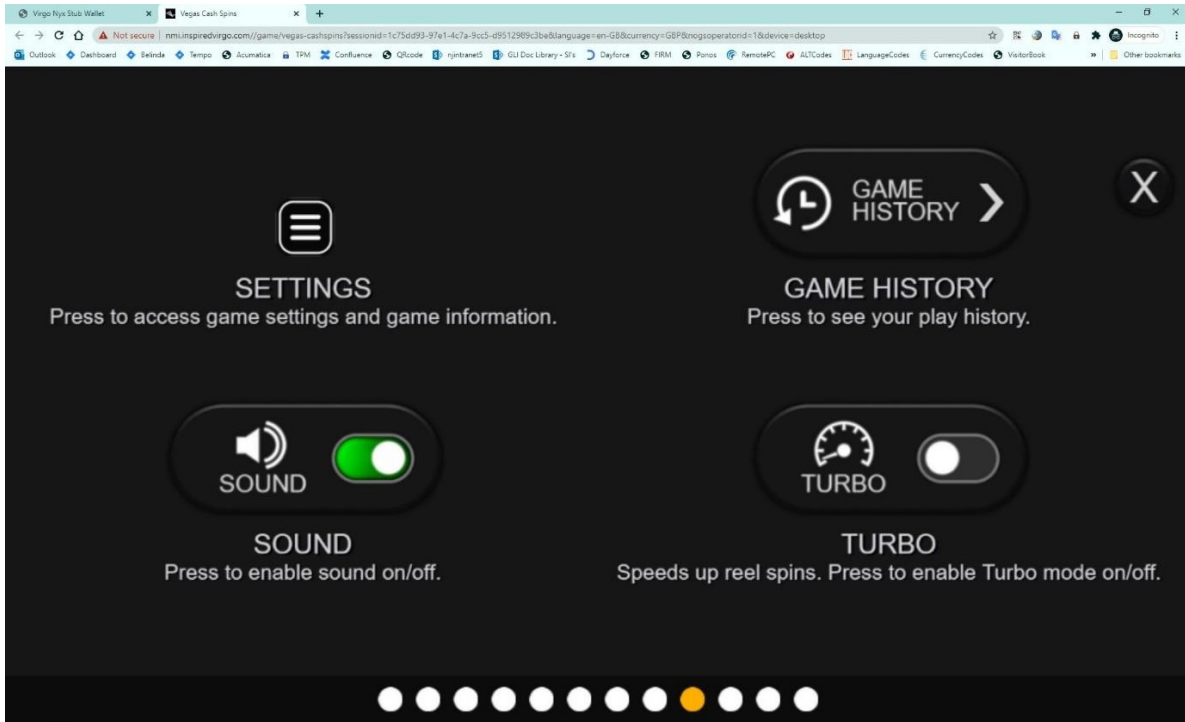 Virgo Nyx Stub Wallet
Vegas Cash Spins
Not secure | nmi.inspiredvirgo.com//game/vegas-cashspins?sessionid=1c75dd93-97e1-4c7a-9cc5-d9512989c3be&language=en-GB&currency=GBP&nogsoperatorid=1&device=desktop
Incognito
Outlook Dashboard Belinda Tempo Acumatica TPM Confluence QRcode njintranet5 GLI Doc Library - SI's Dayforce FIRM Ponos RemotePC ALTCodes LanguageCodes CurrencyCodes VisitorBook » Other bookmarks
GAME
HISTORY
X
SETTINGS
Press to access game settings and game information.
GAME HISTORY
Press to see your play history.
SOUND
TURBO
SOUND
Press to enable sound on/off.
TURBO
Speeds up reel spins. Press to enable Turbo mode on/off.